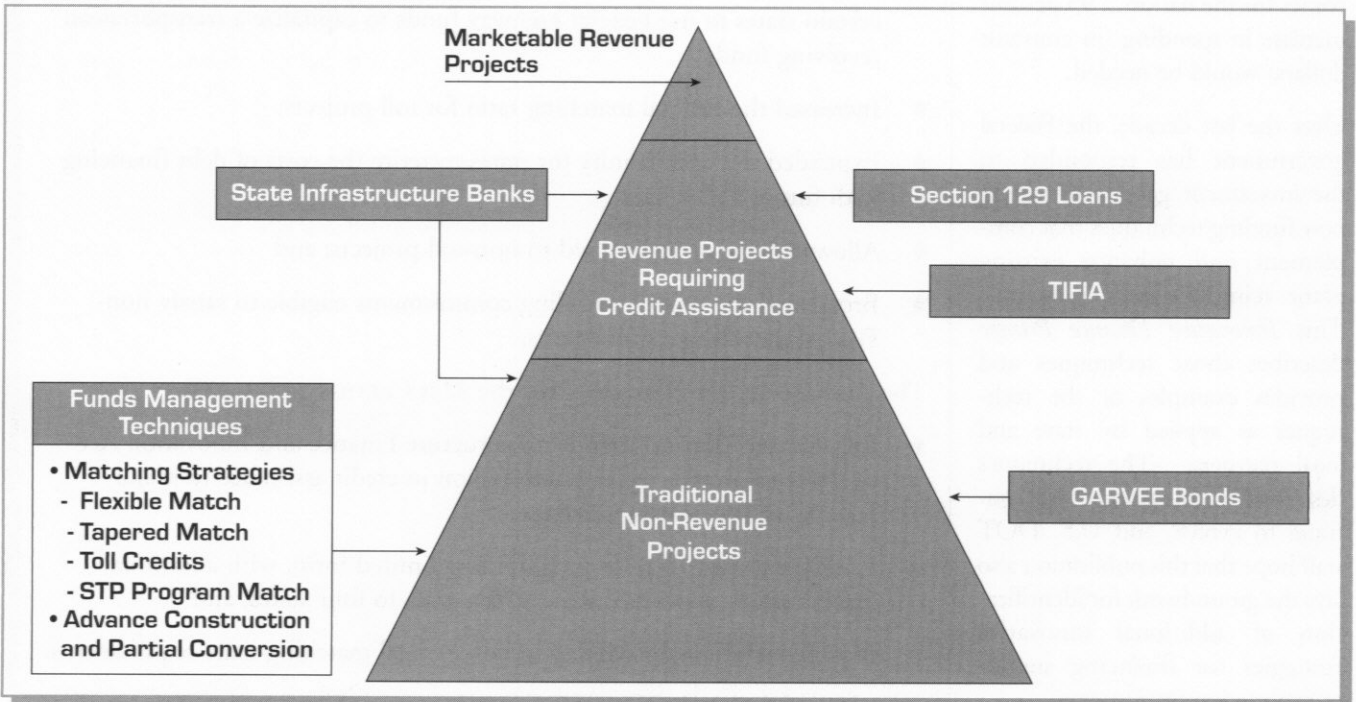 Marketable Revenue
Projects
State Infrastructure Banks
Section 129 Loans
Revenue Projects
Requiring
Credit Assistance
TIFIA
Funds Management
Techniques
• Matching Strategies
- Flexible Match
- Tapered Match
- Toll Credits
- STP Program Match
• Advance Construction
and Partial Conversion
Traditional
Non-Revenue
Projects
GARVEE Bonds